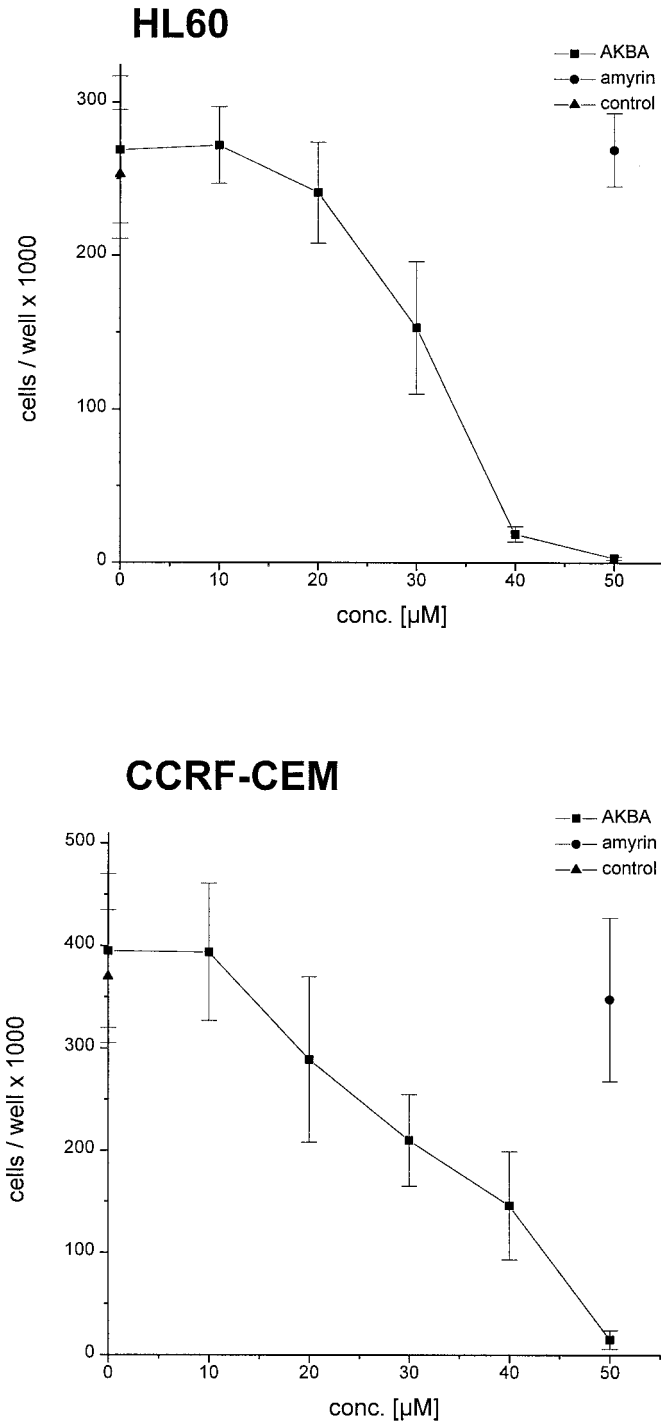 HL60
AKBA
amyrin
control
300
200
100
0
cells / well x 1000
0 10 20 30 40 50
conc. [µM]
CCRF-CEM
AKBA
amyrin
control
500
400
300
200
100
0
cells / well x 1000
0 10 20 30 40 50
conc. [µM]